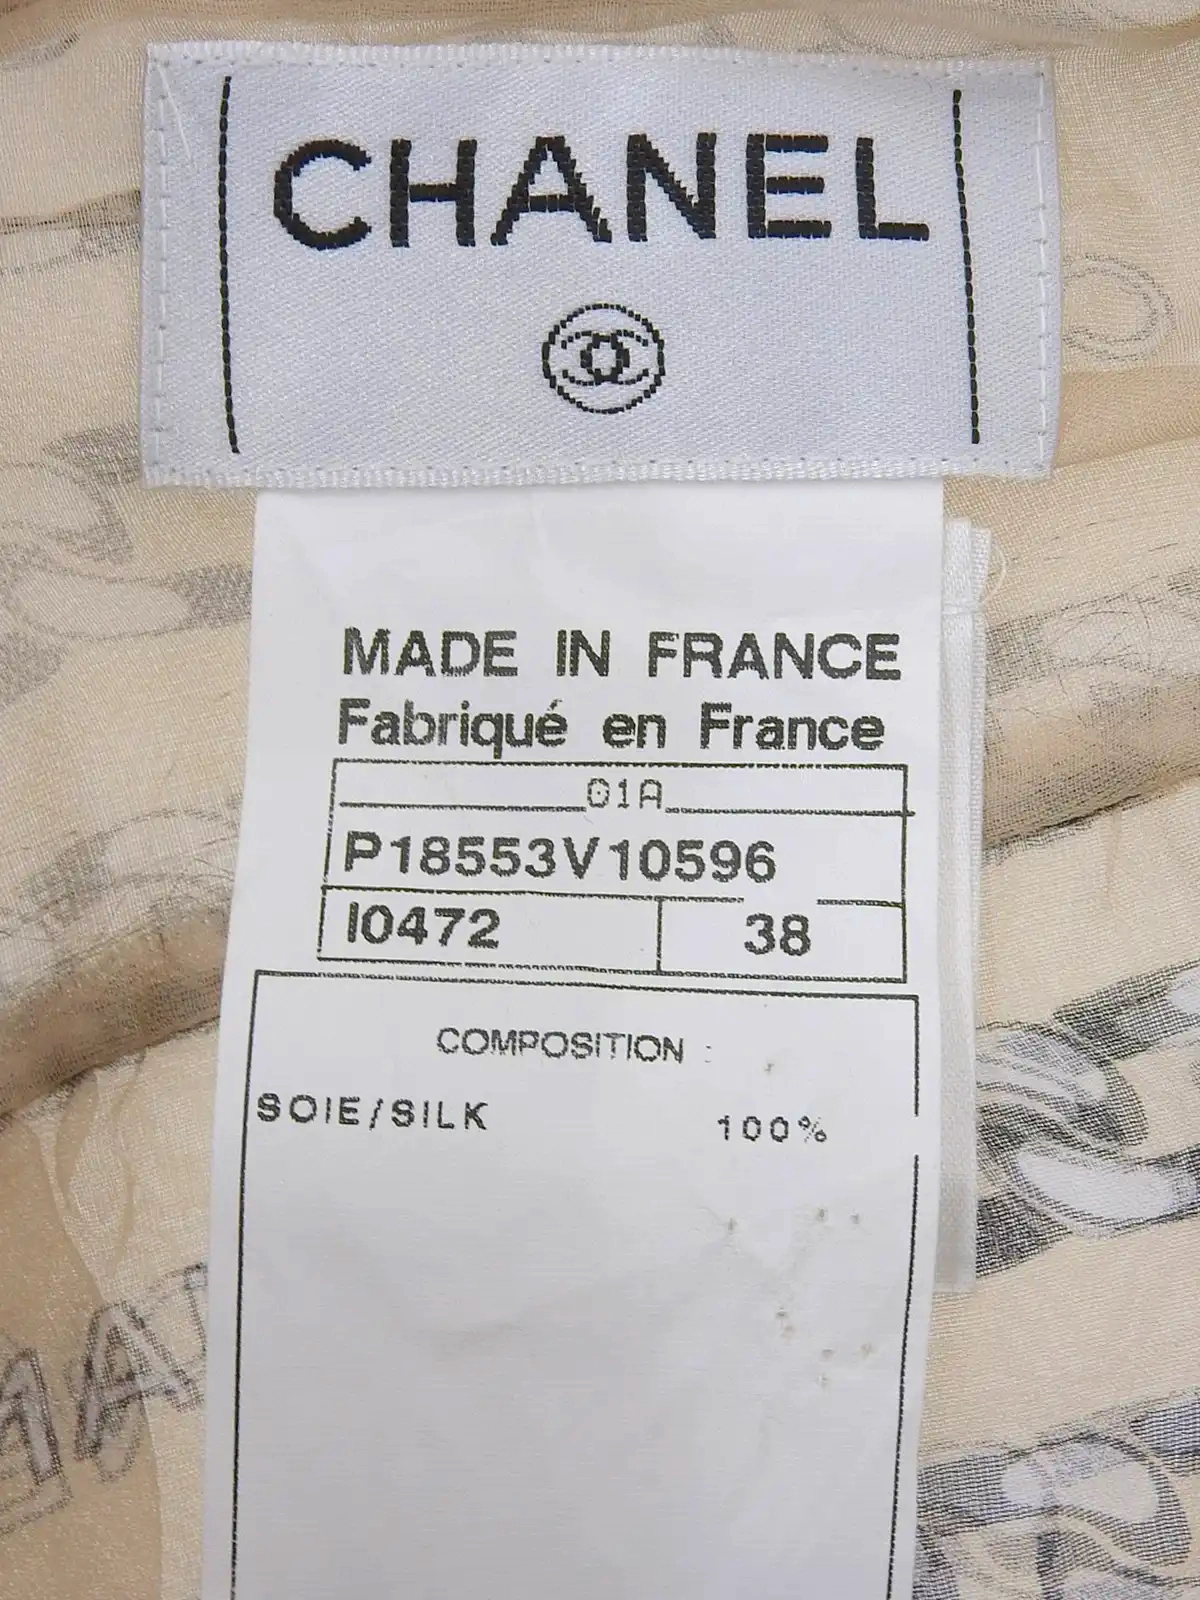 CHANEL
MADE IN FRANCE
Fabriqué en France
01A
P18553V10596
I0472 38
COMPOSITION :
SOIE/SILK 100%